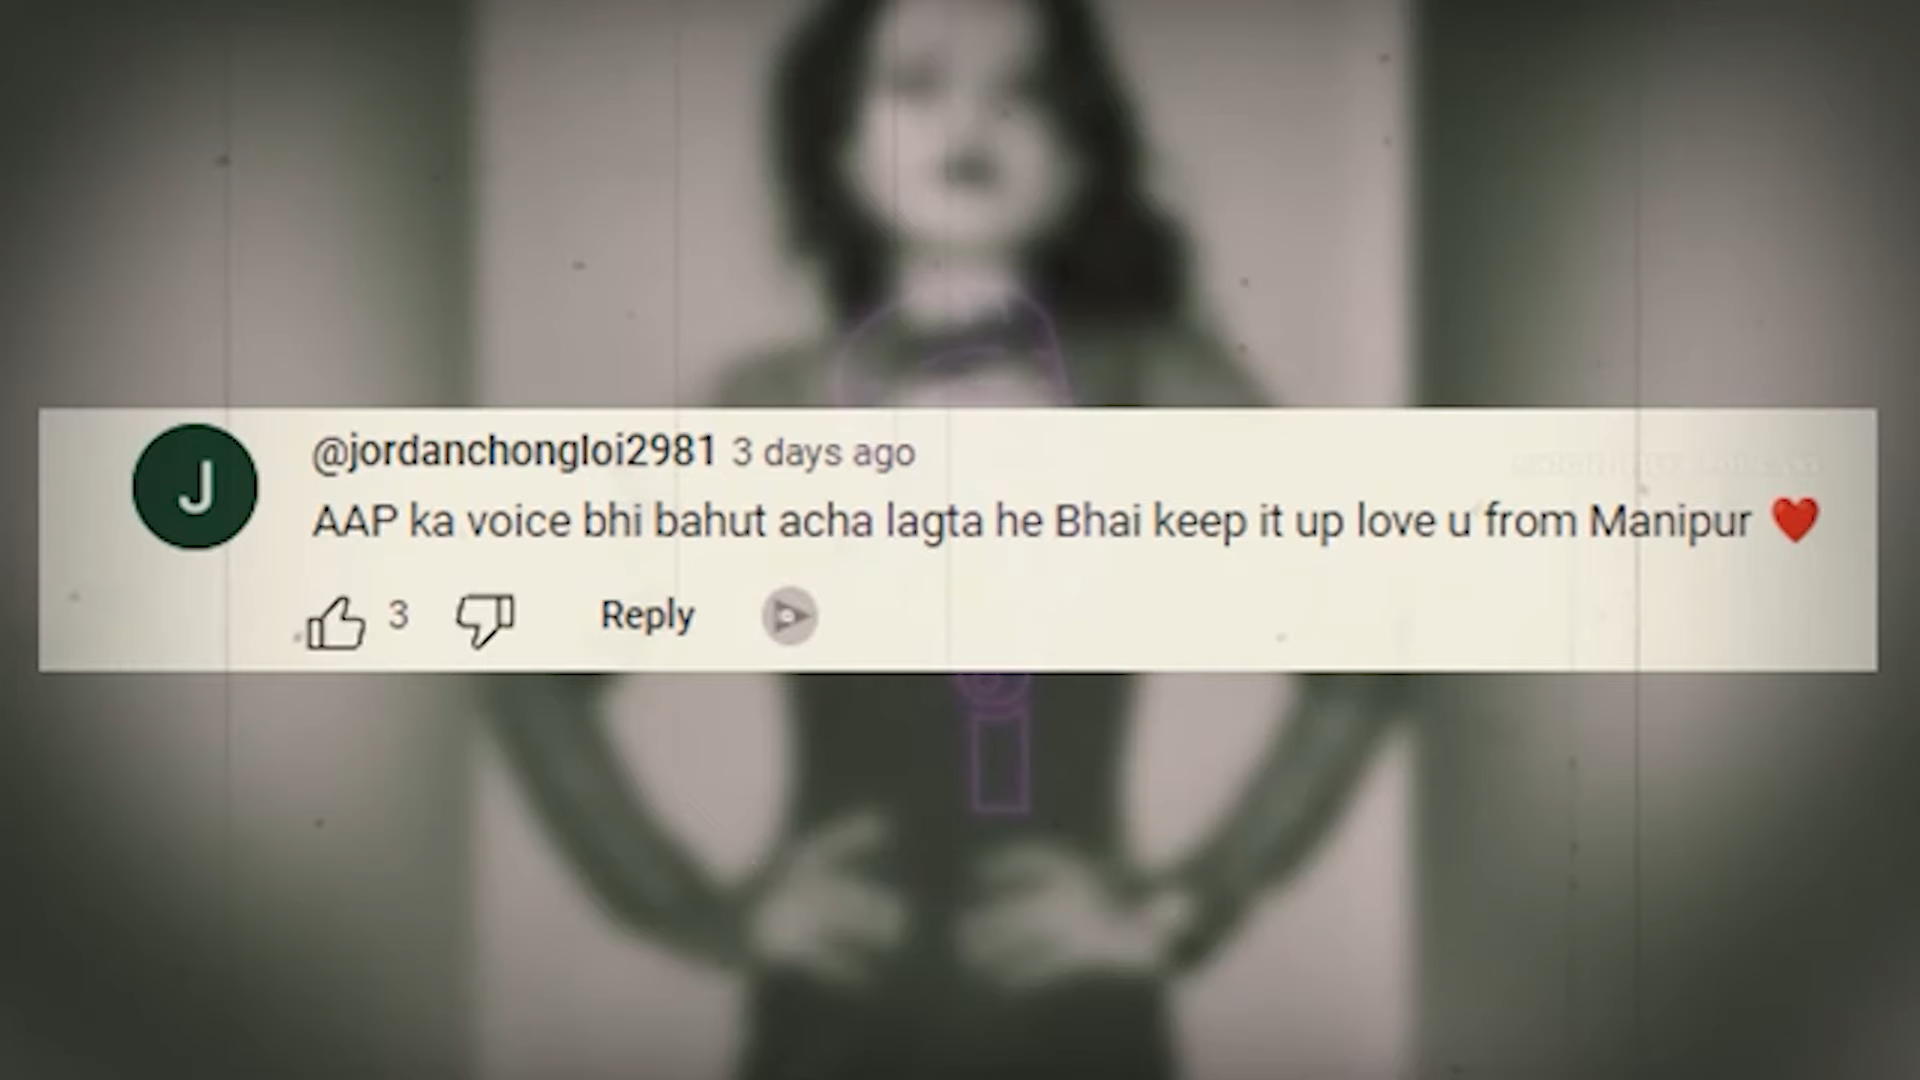 J
@jordanchongloi2981 3 days ago
AAP ka voice bhi bahut acha lagta he Bhai keep it up love u from Manipur ❤️
3 Reply